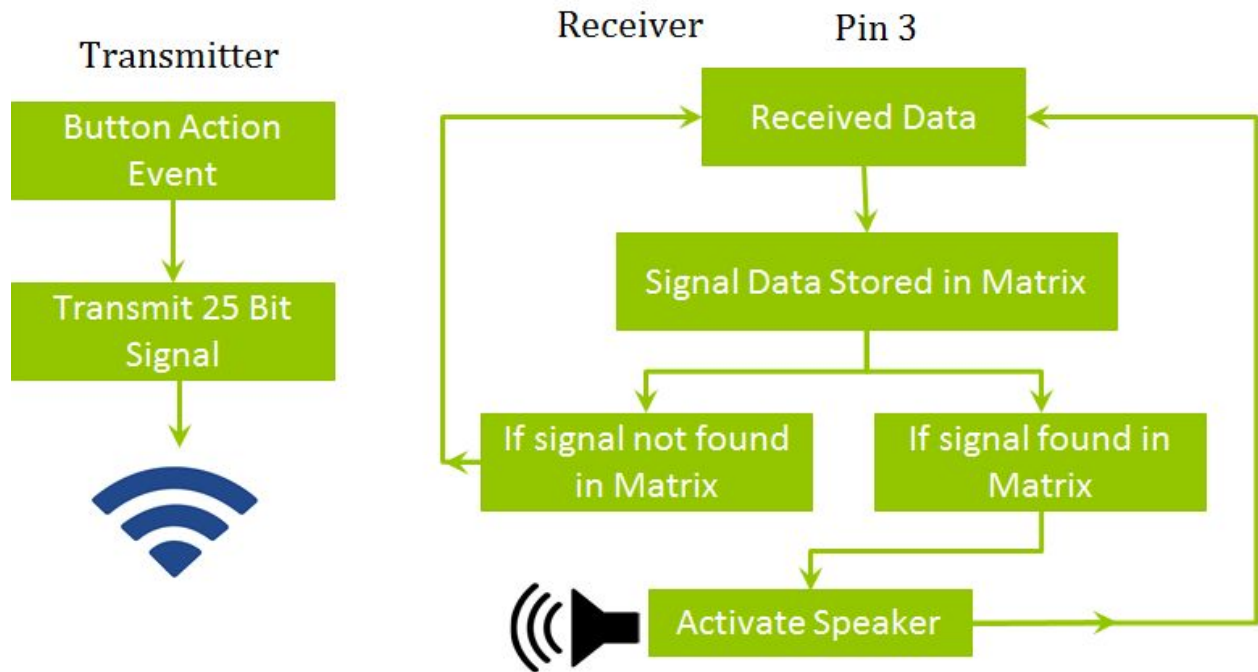 Transmitter
Button Action
Event
Transmit 25 Bit
Signal
Receiver
Pin 3
Received Data
Signal Data Stored in Matrix
If signal not found
in Matrix
If signal found in
Matrix
Activate Speaker